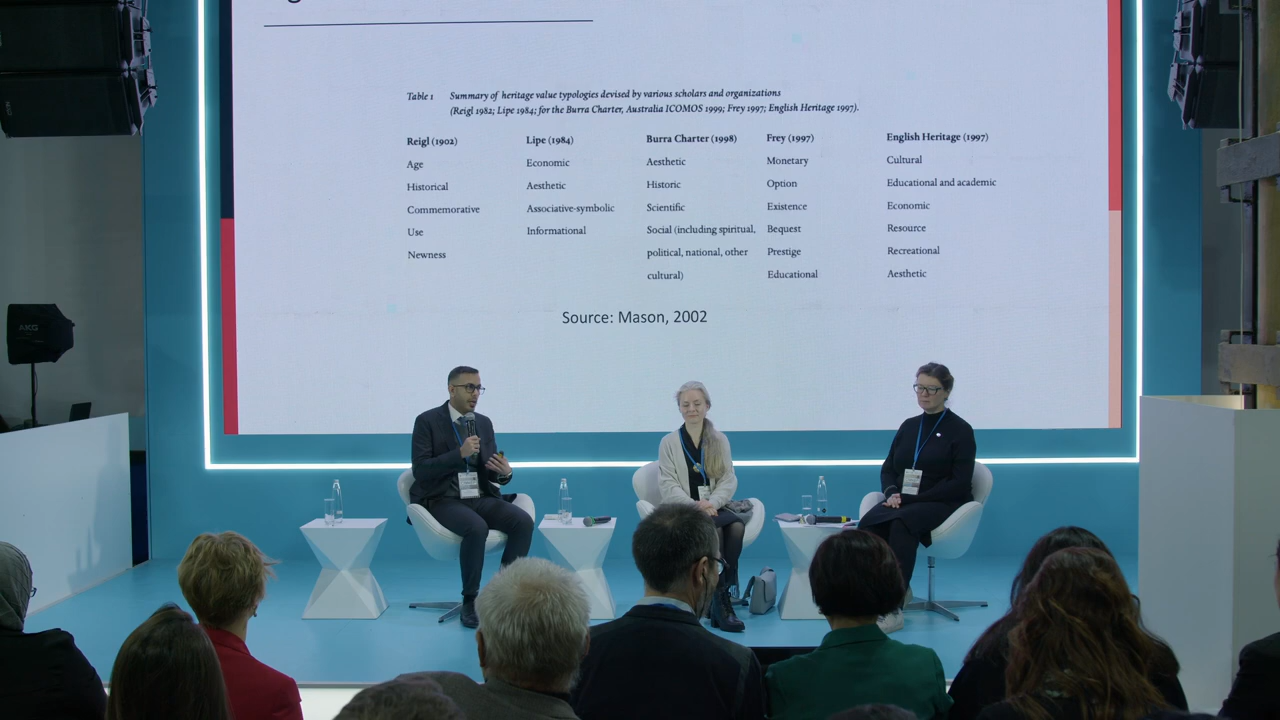 Table 1 Summary of heritage value typologies devised by various scholars and organizations
(Reigl 1982; Lipe 1984; for the Burra Charter, Australia ICOMOS 1999; Frey 1997; English Heritage 1997).
Reigl (1902) Lipe (1984) Burra Charter (1998) Frey (1997) English Heritage (1997)
Age Economic Aesthetic Monetary Cultural
Historical Aesthetic Historic Option Educational and academic
Commemorative Associative-symbolic Scientific Existence Economic
Use Informational Social (including spiritual, Bequest Resource
Newness political, national, other Prestige Recreational
cultural) Educational Aesthetic
Source: Mason, 2002
AKG